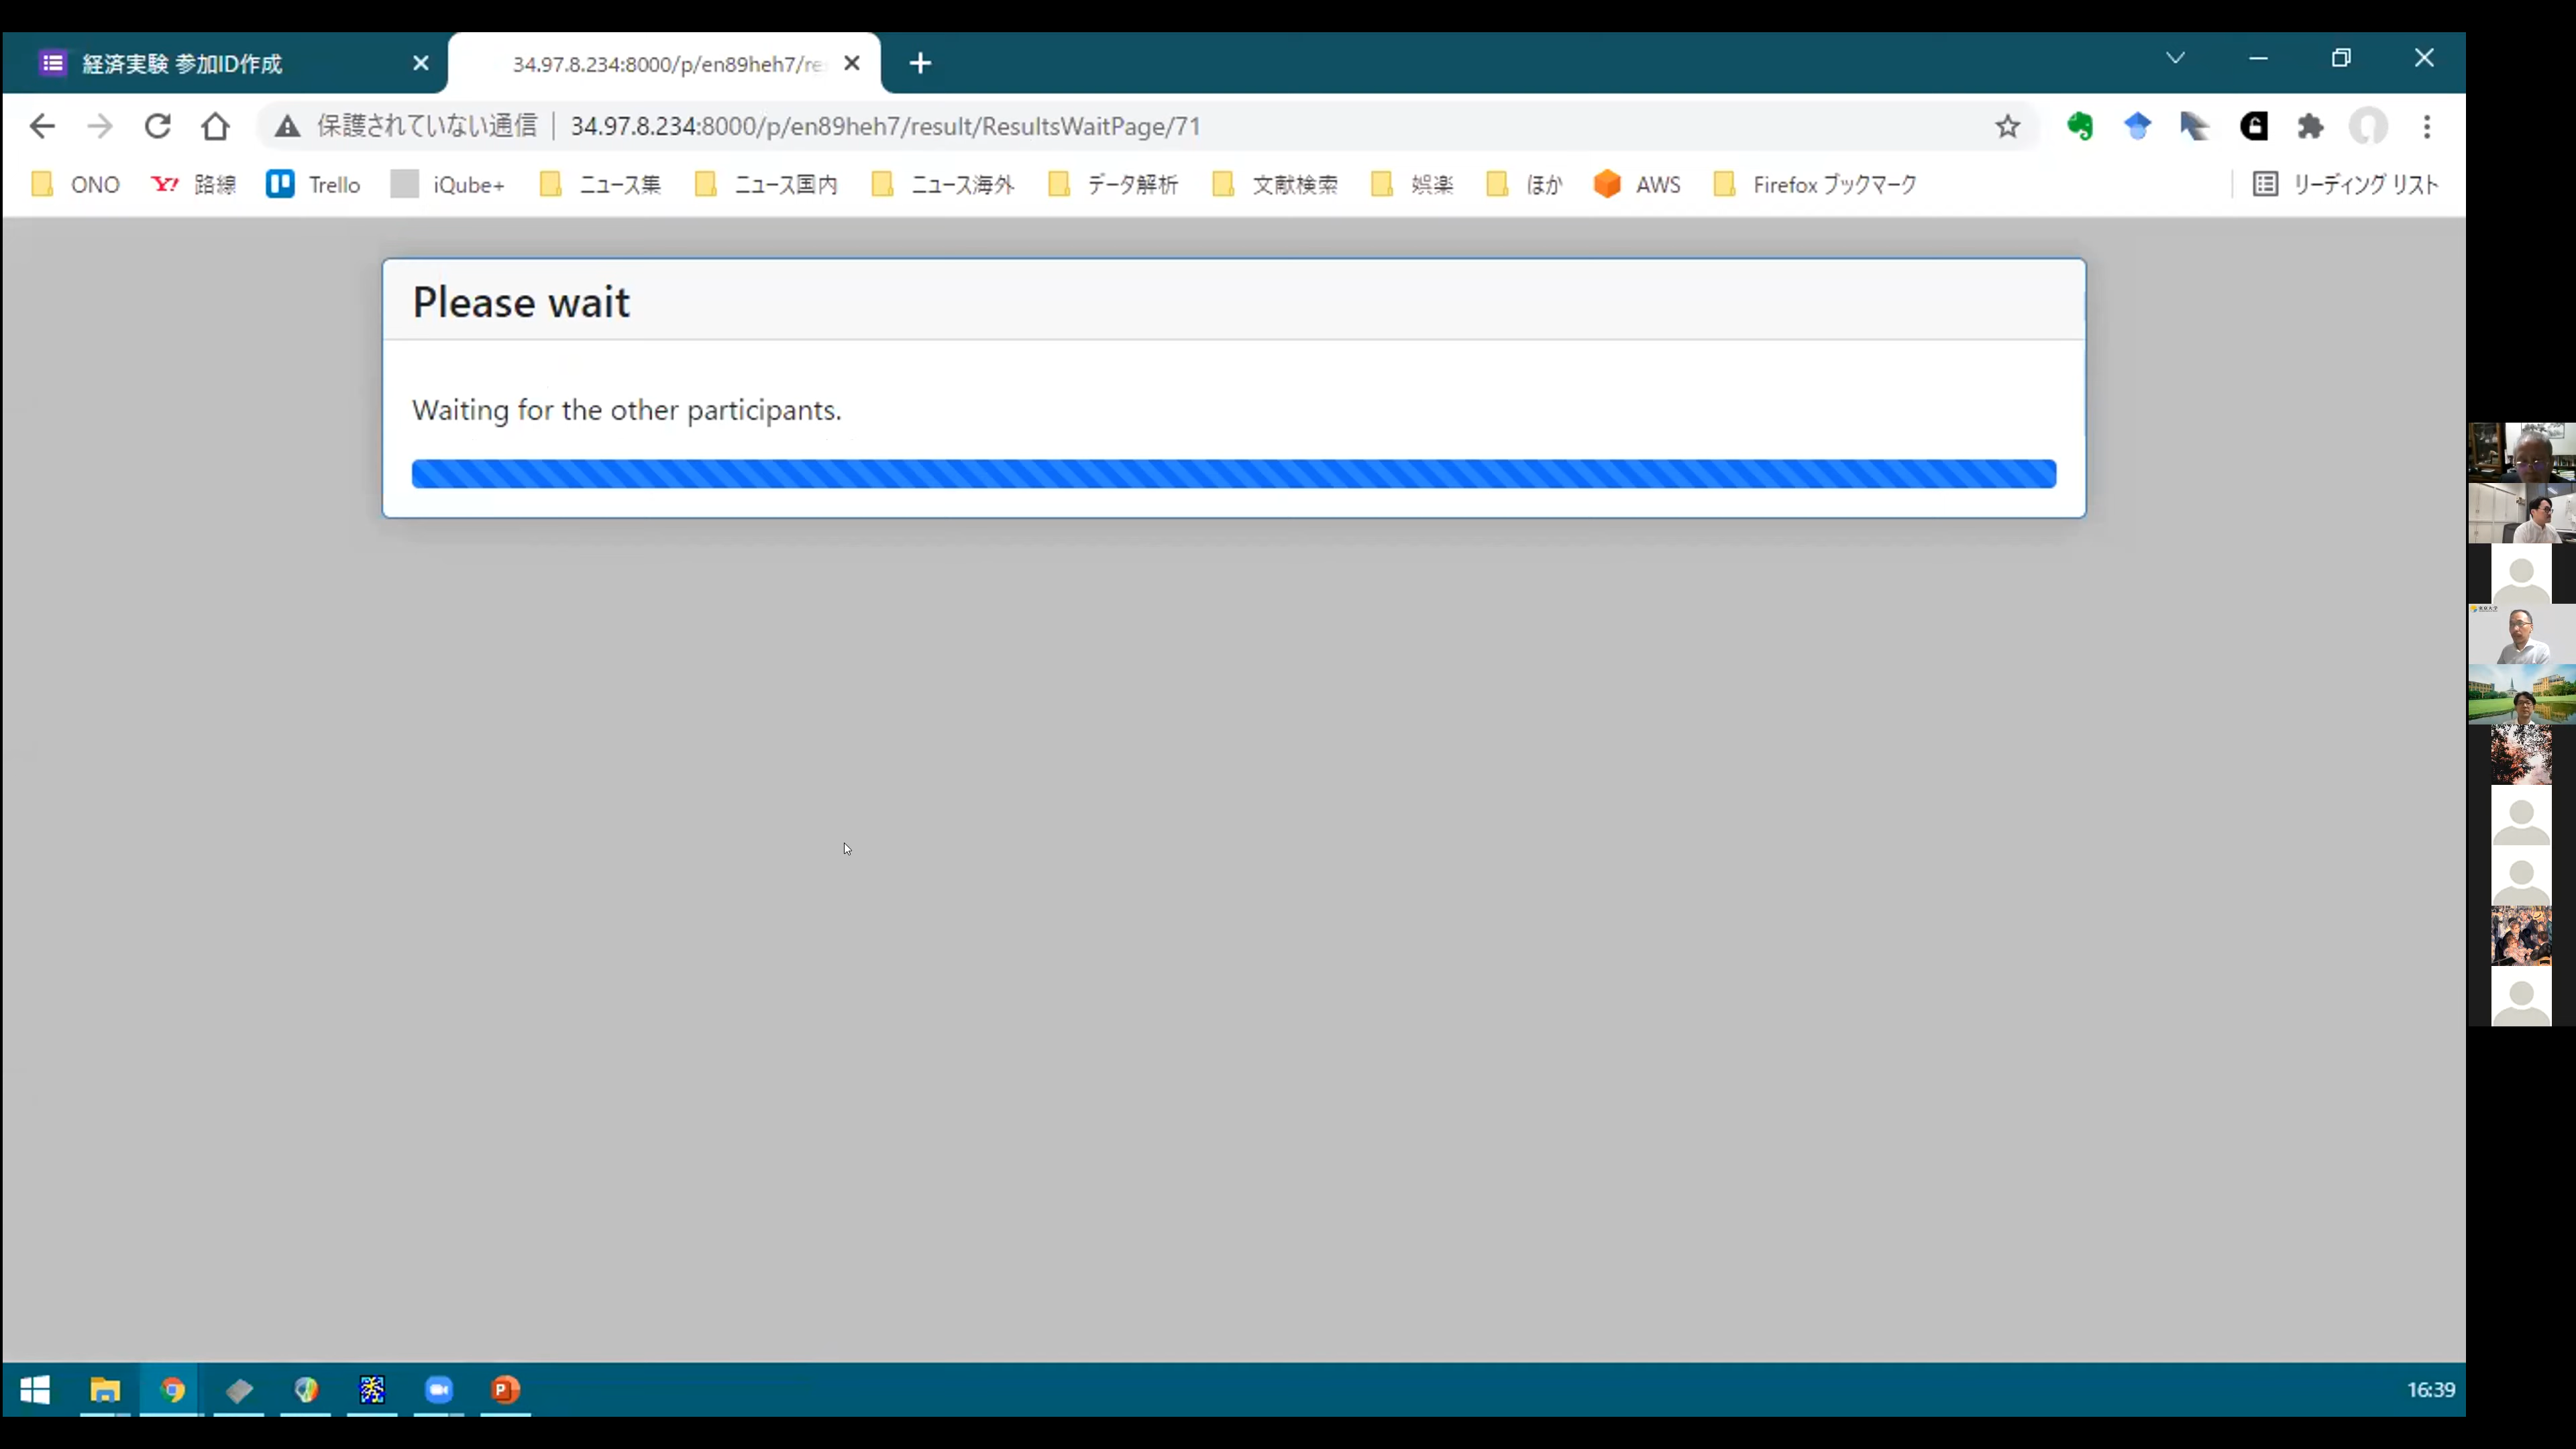 経済実験 参加ID作成
34.97.8.234:8000/p/en89heh7/re
保護されていない通信 34.97.8.234:8000/p/en89heh7/result/ResultsWaitPage/71
ONO Y! 路線 Trello iQube+ ニュース集 ニュース国内 ニュース海外 データ解析 文献検索 娯楽 ほか AWS Firefox ブックマーク リーディング リスト
Please wait
Waiting for the other participants.
16:39